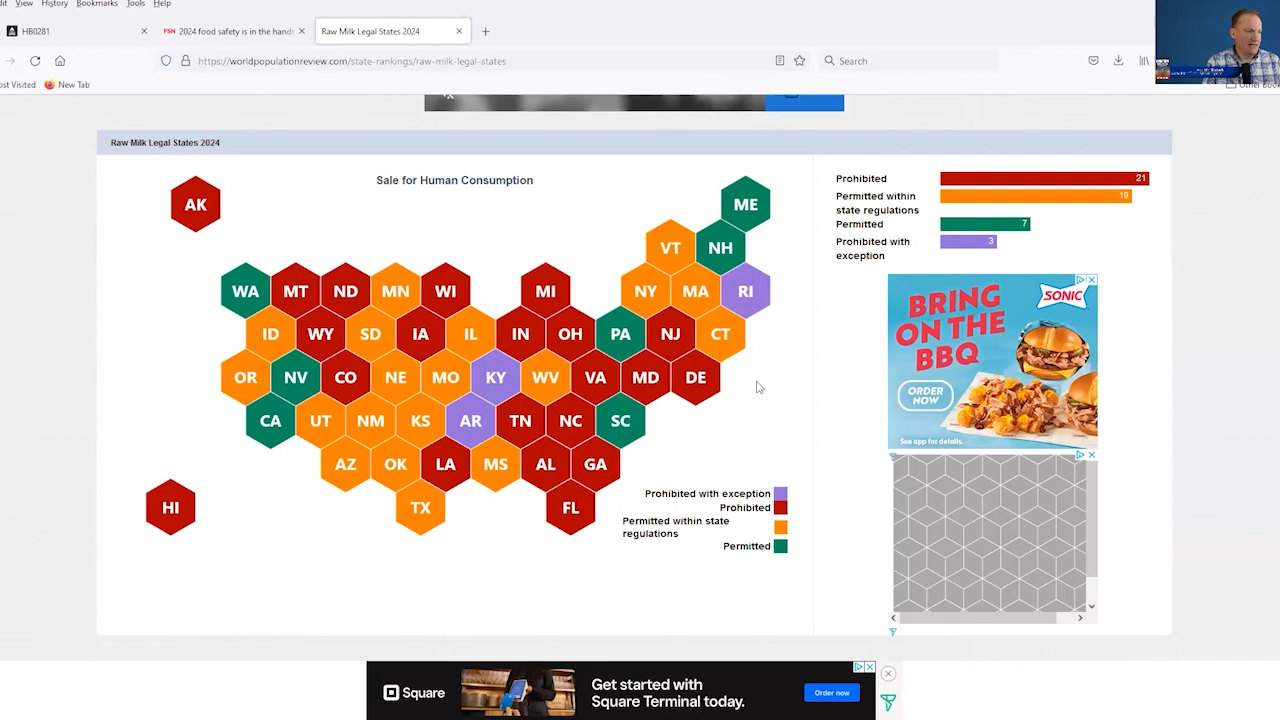 dit View History Bookmarks Tools Help
HB0281
FSN 2024 food safety is in the hands
Raw Milk Legal States 2024
https://worldpopulationreview.com/state-rankings/raw-milk-legal-states
Search
ost Visited New Tab
Other Book
Raw Milk Legal States 2024
Sale for Human Consumption
AK
ME
VT NH
WA MT ND MN WI MI NY MA RI
ID WY SD IA IL IN OH PA NJ CT
OR NV CO NE MO KY WV VA MD DE
CA UT NM KS AR TN NC SC
AZ OK LA MS AL GA
HI TX FL
Prohibited with exception
Prohibited
Permitted within state
regulations
Permitted
Prohibited 21
Permitted within 19
state regulations
Permitted 7
Prohibited with 3
exception
BRING
ON THE
BBQ
SONIC
ORDER
NOW
See app for details.
Square
Get started with
Square Terminal today.
Order now